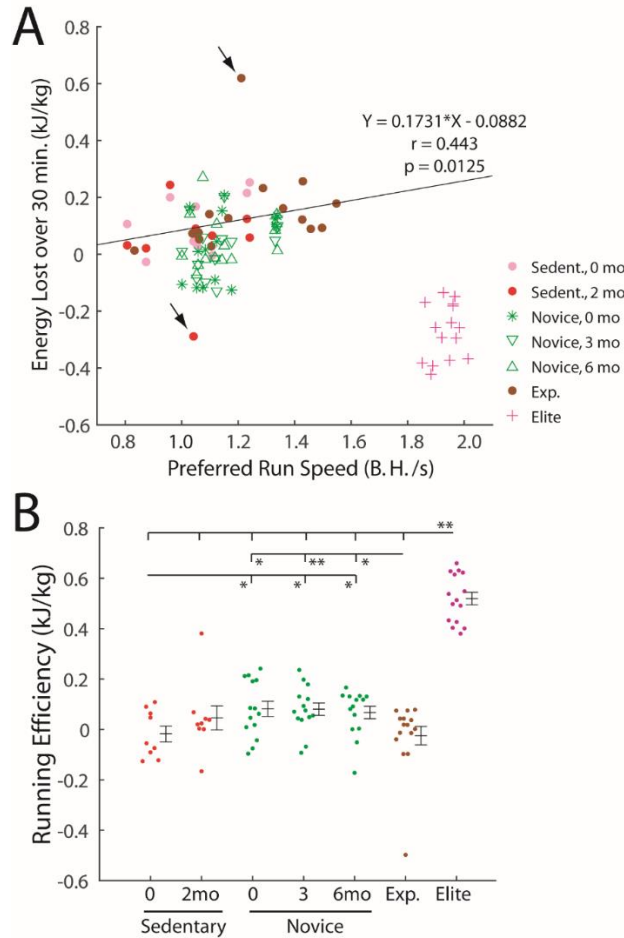 A
Energy Lost over 30 min. (kJ/kg)
0.8
0.6
0.4
0.2
0
-0.2
-0.4
-0.6
Y = 0.1731*X - 0.0882
r = 0.443
p = 0.0125
Sedent., 0 mo
Sedent., 2 mo
Novice, 0 mo
Novice, 3 mo
Novice, 6 mo
Exp.
Elite
0.8 1.0 1.2 1.4 1.6 1.8 2.0
Preferred Run Speed (B.H./s)
B
Running Efficiency (kJ/kg)
0.8
0.6
0.4
0.2
0
-0.2
-0.4
-0.6
**
* ** *
* * *
0 2mo 0 3 6mo Exp. Elite
Sedentary Novice